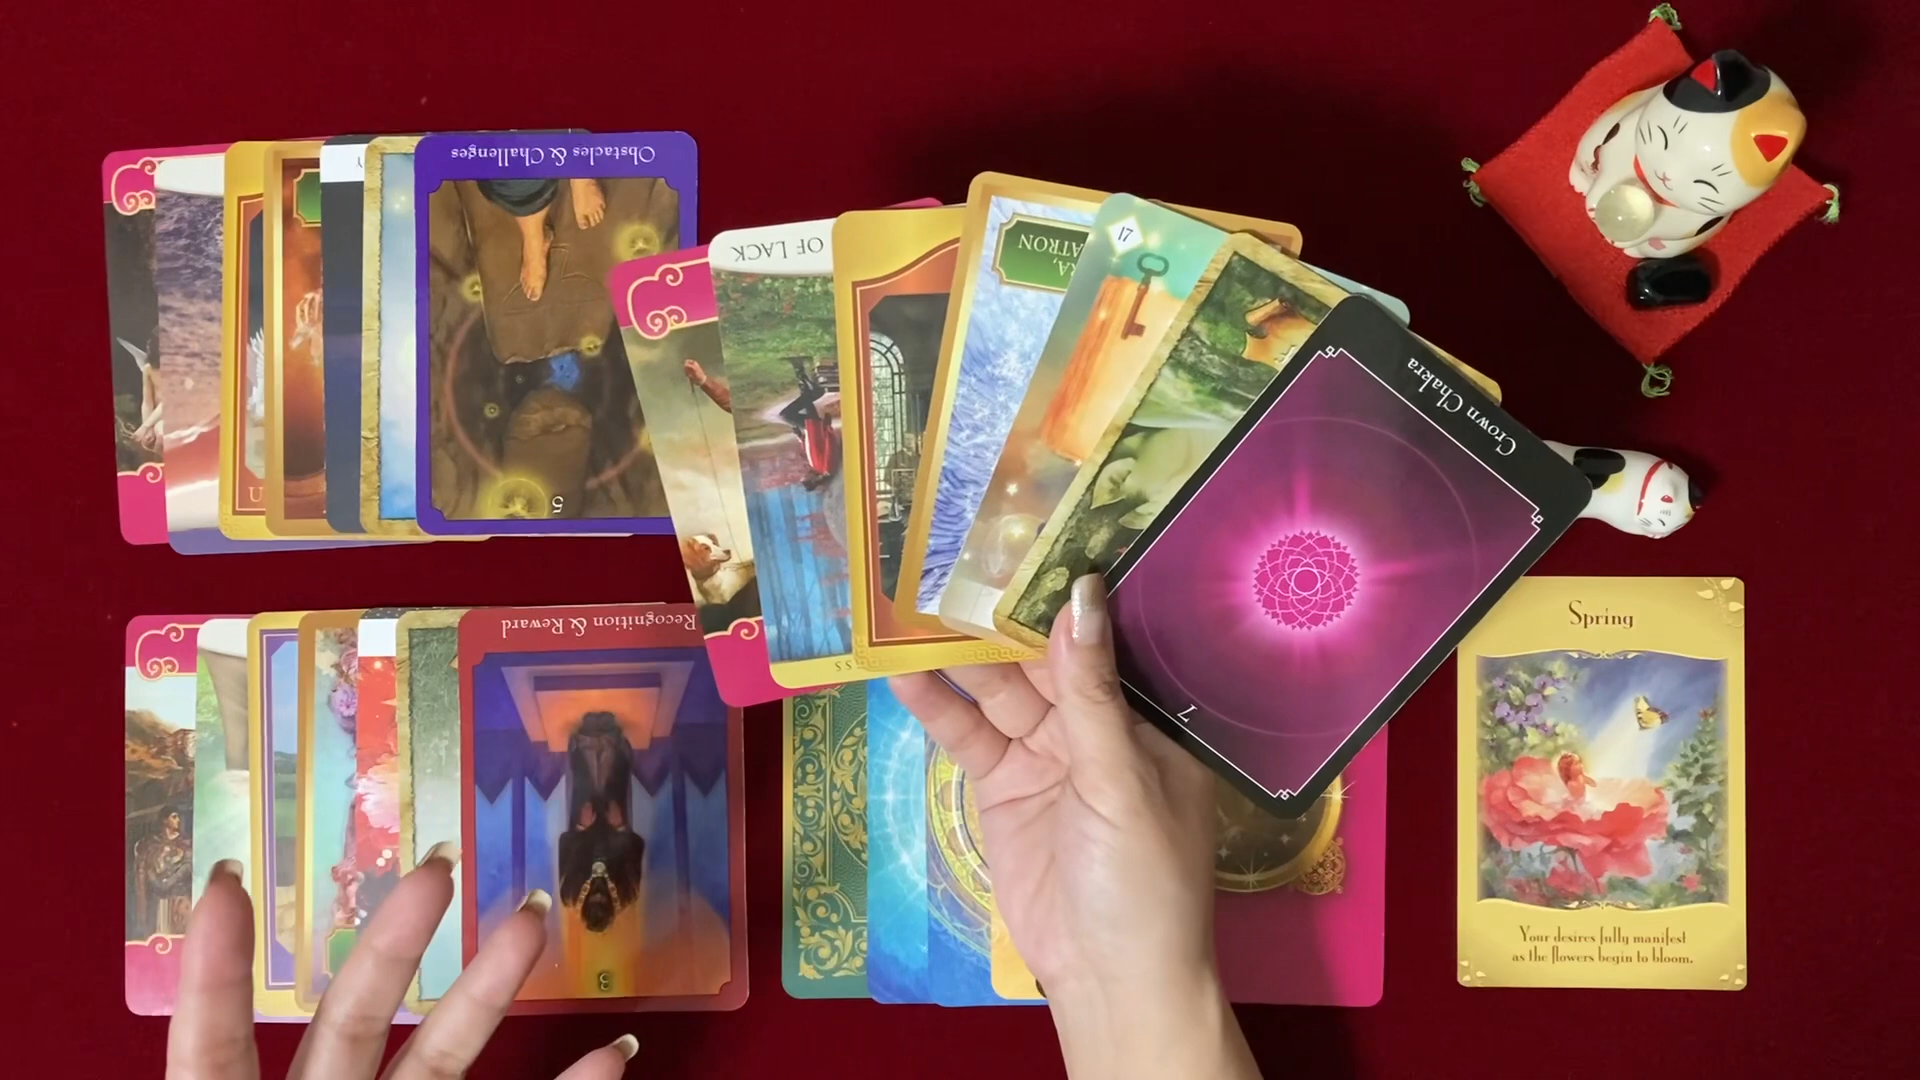 Obstacles & Challenges
5
OF LACK
ATRON
17
Crown Chakra
7
Recognition & Reward
3
Spring
Your desires fully manifest
as the flowers begin to bloom.